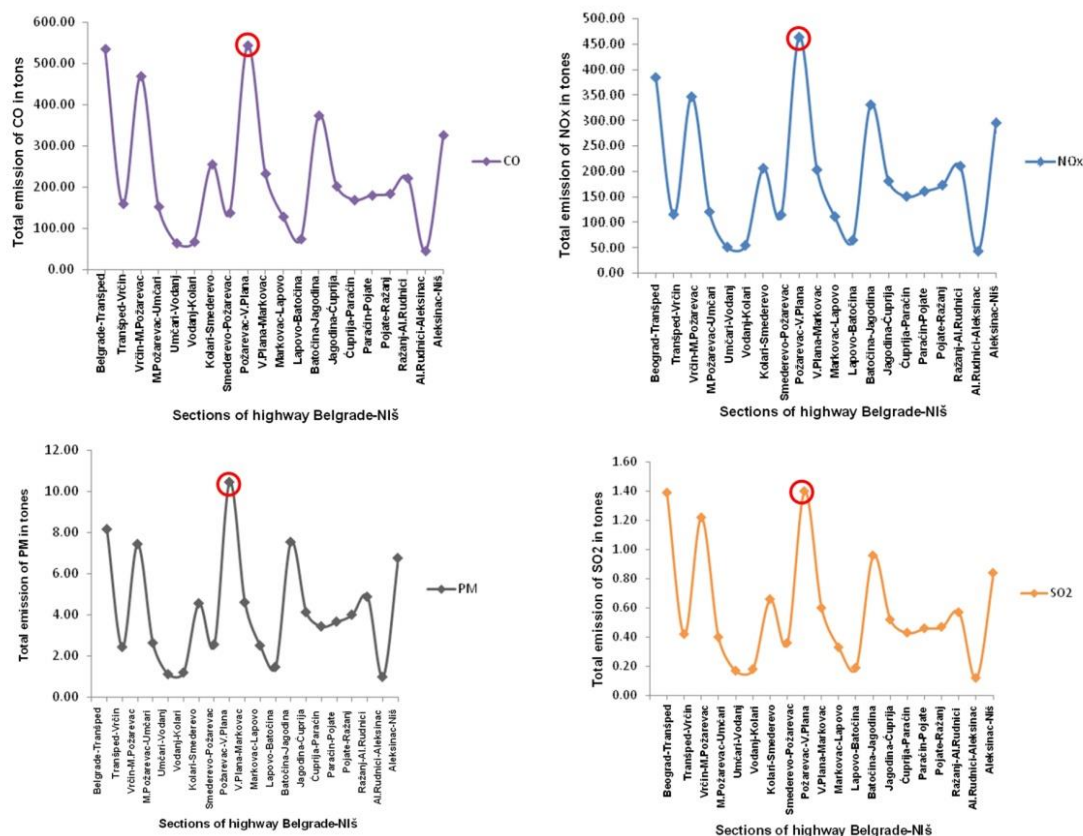 Total emission of CO in tons
600.00
500.00
400.00
300.00
200.00
100.00
0.00
CO
Belgrade-Tranšped
Tranšped-Vrčin
Vrčin-M.Požarevac
M.Požarevac-Umčari
Umčari-Vodanj
Vodanj-Kolari
Kolari-Smederevo
Smederevo-Požarevac
Požarevac-V.Plana
V.Plana-Markovac
Markovac-Lapovo
Lapovo-Batočina
Batočina-Jagodina
Jagodina-Ćuprija
Ćuprija-Paraćin
Paraćin-Pojate
Pojate-Ražanj
Ražanj-Al.Rudnici
Al.Rudnici-Aleksinac
Aleksinac-Niš
Sections of highway Belgrade-NIš
Total emission of NOx in tones
500.00
450.00
400.00
350.00
300.00
250.00
200.00
150.00
100.00
50.00
0.00
NOx
Beograd-Tranšped
Tranšped-Vrčin
Vrčin-M.Požarevac
M.Požarevac-Umčari
Umčari-Vodanj
Vodanj-Kolari
Kolari-Smederevo
Smederevo-Požarevac
Požarevac-V.Plana
V.Plana-Markovac
Markovac-Lapovo
Lapovo-Batočina
Batočina-Jagodina
Jagodina-Ćuprija
Ćuprija-Paraćin
Paraćin-Pojate
Pojate-Ražanj
Ražanj-Al.Rudnici
Al.Rudnici-Aleksinac
Aleksinac-Niš
Sections of highway Belgrade-NIš
Total emission of PM in tones
12.00
10.00
8.00
6.00
4.00
2.00
0.00
PM
Belgrade-Tranšped
Tranšped-Vrčin
Vrčin-M.Požarevac
M.Požarevac-Umčari
Umčari-Vodanj
Vodanj-Kolari
Kolari-Smederevo
Smederevo-Požarevac
Požarevac-V.Plana
V.Plana-Markovac
Markovac-Lapovo
Lapovo-Batočina
Batočina-Jagodina
Jagodina-Ćuprija
Ćuprija-Paraćin
Paraćin-Pojate
Pojate-Ražanj
Ražanj-Al.Rudnici
Al.Rudnici-Aleksinac
Aleksinac-Niš
Sections of highway Belgrade-NIš
Total emission of SO2 in tones
1.60
1.40
1.20
1.00
0.80
0.60
0.40
0.20
0.00
SO2
Beograd-Tranšped
Tranšped-Vrčin
Vrčin-M.Požarevac
M.Požarevac-Umčari
Umčari-Vodanj
Vodanj-Kolari
Kolari-Smederevo
Smederevo-Požarevac
Požarevac-V.Plana
V.Plana-Markovac
Markovac-Lapovo
Lapovo-Batočina
Batočina-Jagodina
Jagodina-Ćuprija
Ćuprija-Paraćin
Paraćin-Pojate
Pojate-Ražanj
Ražanj-Al.Rudnici
Al.Rudnici-Aleksinac
Aleksinac-Niš
Sections of highway Belgrade-NIš